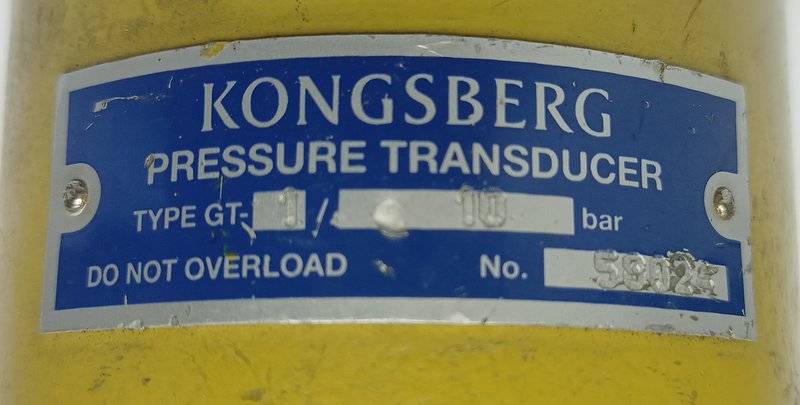 KONGSBERG
PRESSURE TRANSDUCER
TYPE GT-1 / 10 bar
DO NOT OVERLOAD No.